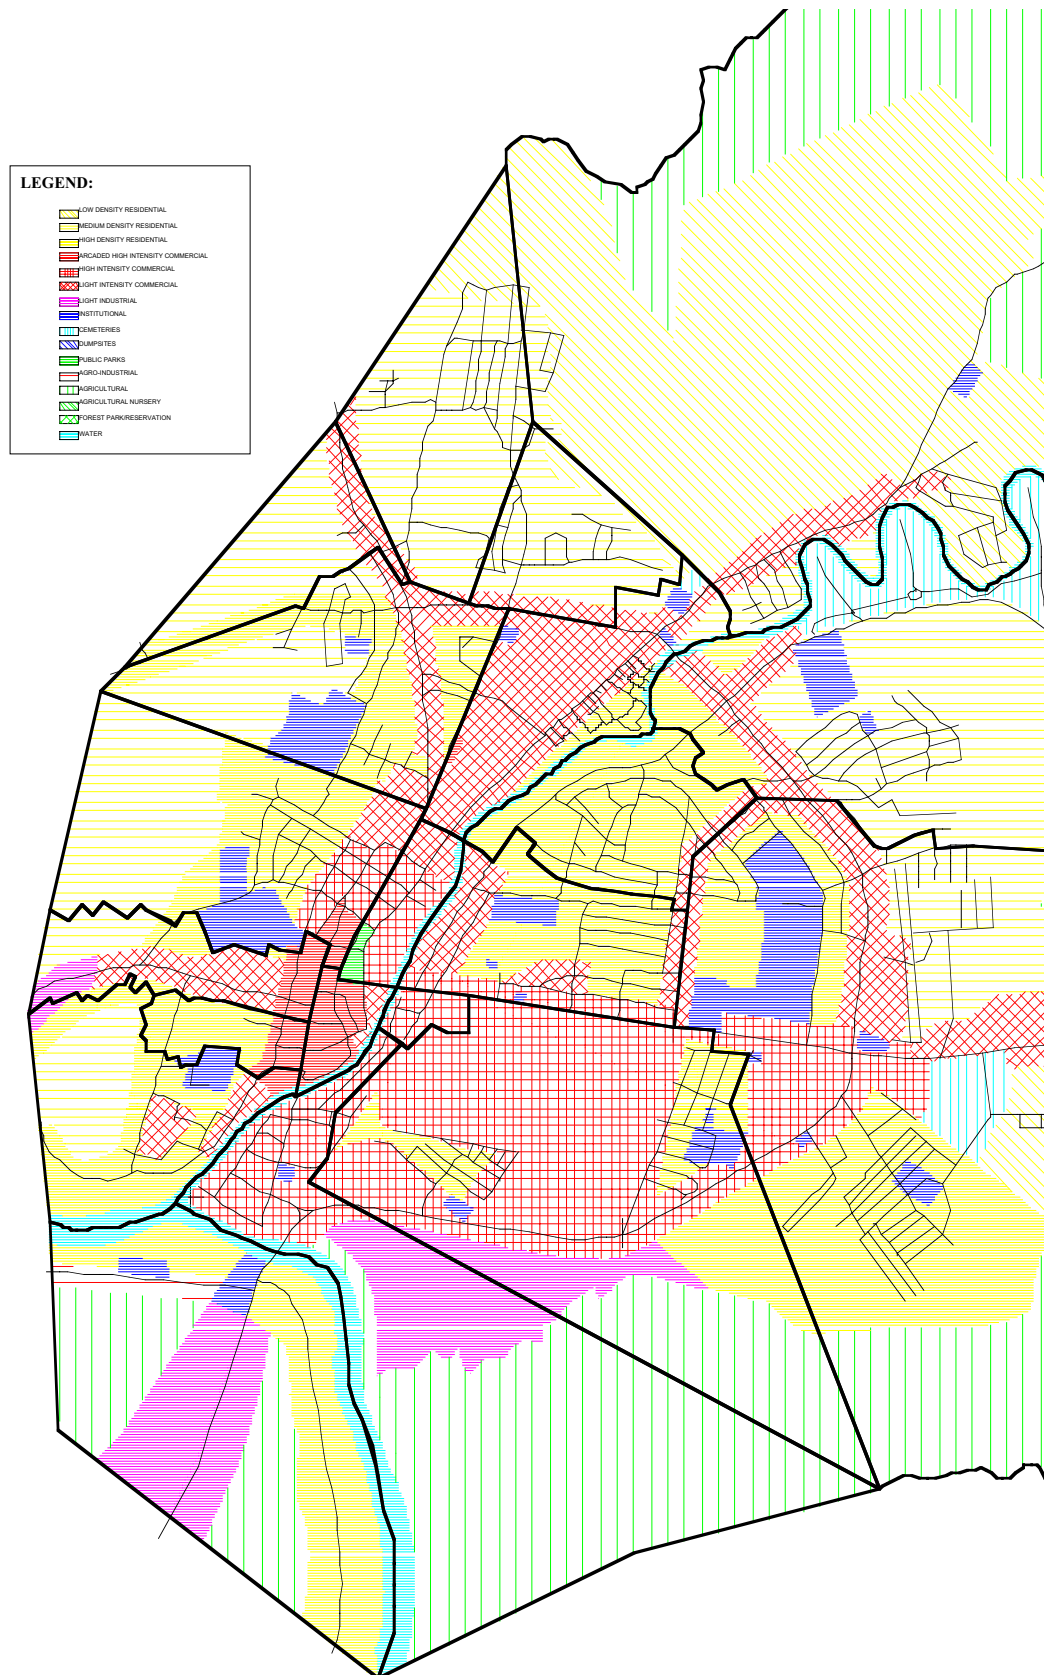 LEGEND:
LOW DENSITY RESIDENTIAL
MEDIUM DENSITY RESIDENTIAL
HIGH DENSITY RESIDENTIAL
ARCADED HIGH INTENSITY COMMERCIAL
HIGH INTENSITY COMMERCIAL
LIGHT INTENSITY COMMERCIAL
LIGHT INDUSTRIAL
INSTITUTIONAL
CEMETERIES
DUMPSITES
PUBLIC PARKS
AGRO-INDUSTRIAL
AGRICULTURAL
AGRICULTURAL NURSERY
FOREST PARK/RESERVATION
WATER